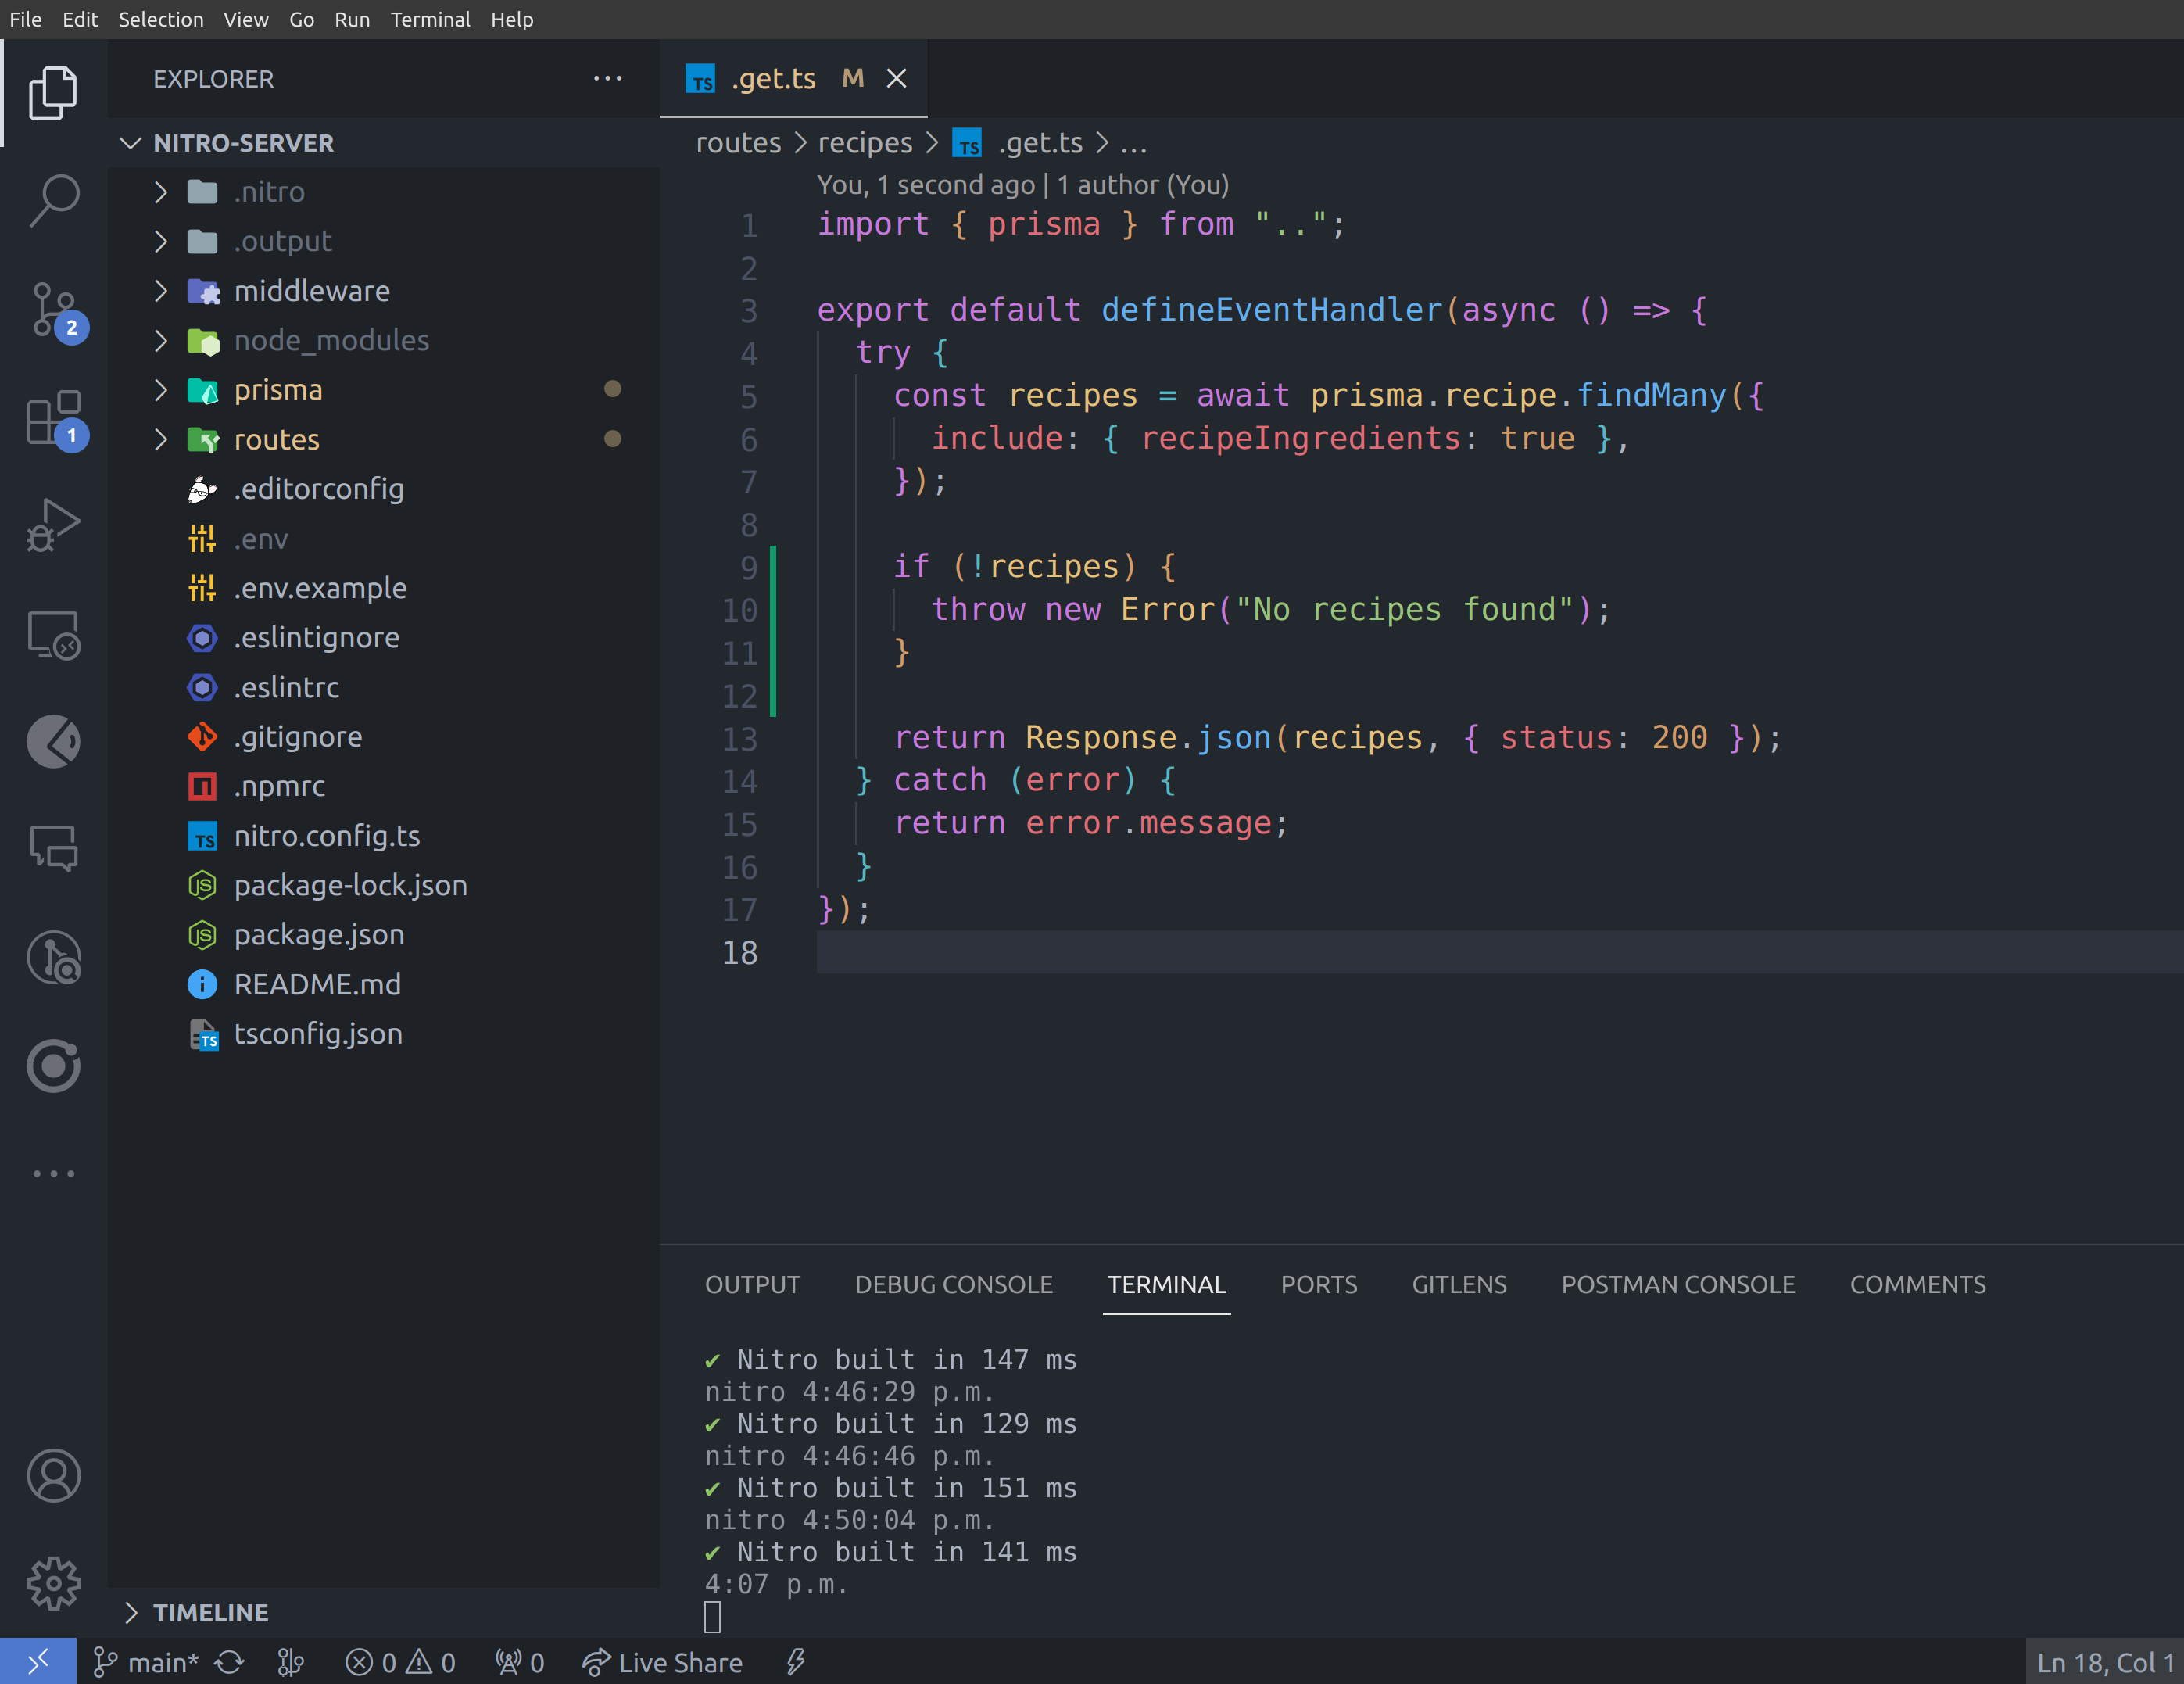 File Edit Selection View Go Run Terminal Help
EXPLORER
NITRO-SERVER
.nitro
.output
middleware
2
node_modules
prisma
1
routes
.editorconfig
.env
.env.example
.eslintignore
.eslintrc
.gitignore
.npmrc
TS nitro.config.ts
JS package-lock.json
JS package.json
README.md
TS tsconfig.json
TIMELINE
TS .get.ts M
routes > recipes > TS .get.ts > ...
You, 1 second ago | 1 author (You)
1 import { prisma } from "..";
2
3 export default defineEventHandler(async () => {
4 try {
5 const recipes = await prisma.recipe.findMany({
6 include: { recipeIngredients: true },
7 });
8
9 if (!recipes) {
10 throw new Error("No recipes found");
11 }
12
13 return Response.json(recipes, { status: 200 });
14 } catch (error) {
15 return error.message;
16 }
17 });
18
OUTPUT DEBUG CONSOLE TERMINAL PORTS GITLENS POSTMAN CONSOLE COMMENTS
✔ Nitro built in 147 ms
nitro 4:46:29 p.m.
✔ Nitro built in 129 ms
nitro 4:46:46 p.m.
✔ Nitro built in 151 ms
nitro 4:50:04 p.m.
✔ Nitro built in 141 ms
4:07 p.m.
main* 0 0 0 Live Share Ln 18, Col 1